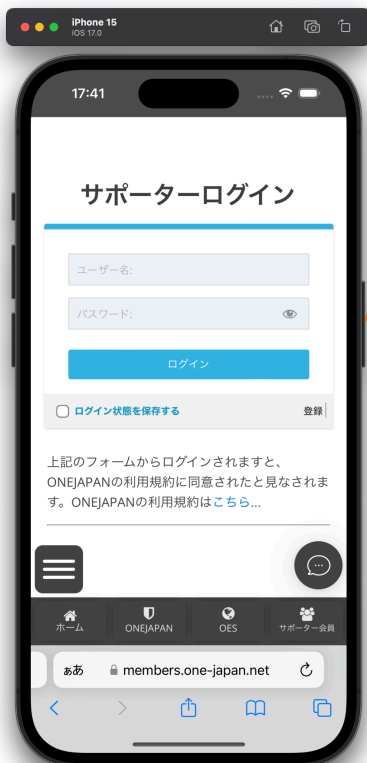 iPhone 15
iOS 17.0
17:41
サポーターログイン
ユーザー名:
パスワード:
ログイン
ログイン状態を保存する
登録
上記のフォームからログインされますと、
ONEJAPANの利用規約に同意されたと見なされま
す。ONEJAPANの利用規約はこちら...
ホーム
ONEJAPAN
OES
サポーター会員
ぁあ
members.one-japan.net